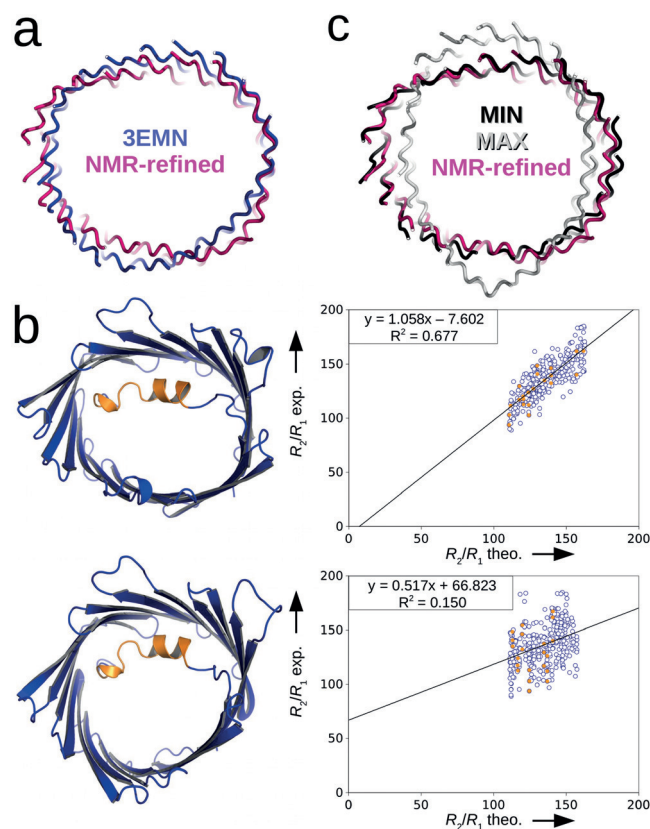 a
3EMN
NMR-refined
c
MIN
MAX
NMR-refined
b
200
150
100
50
0
0
50
100
150
200
R₂/R₁ exp.
R₂/R₁ theo.
y = 1.058x – 7.602
R² = 0.677
200
150
100
50
0
0
50
100
150
200
R₂/R₁ exp.
R₂/R₁ theo.
y = 0.517x + 66.823
R² = 0.150